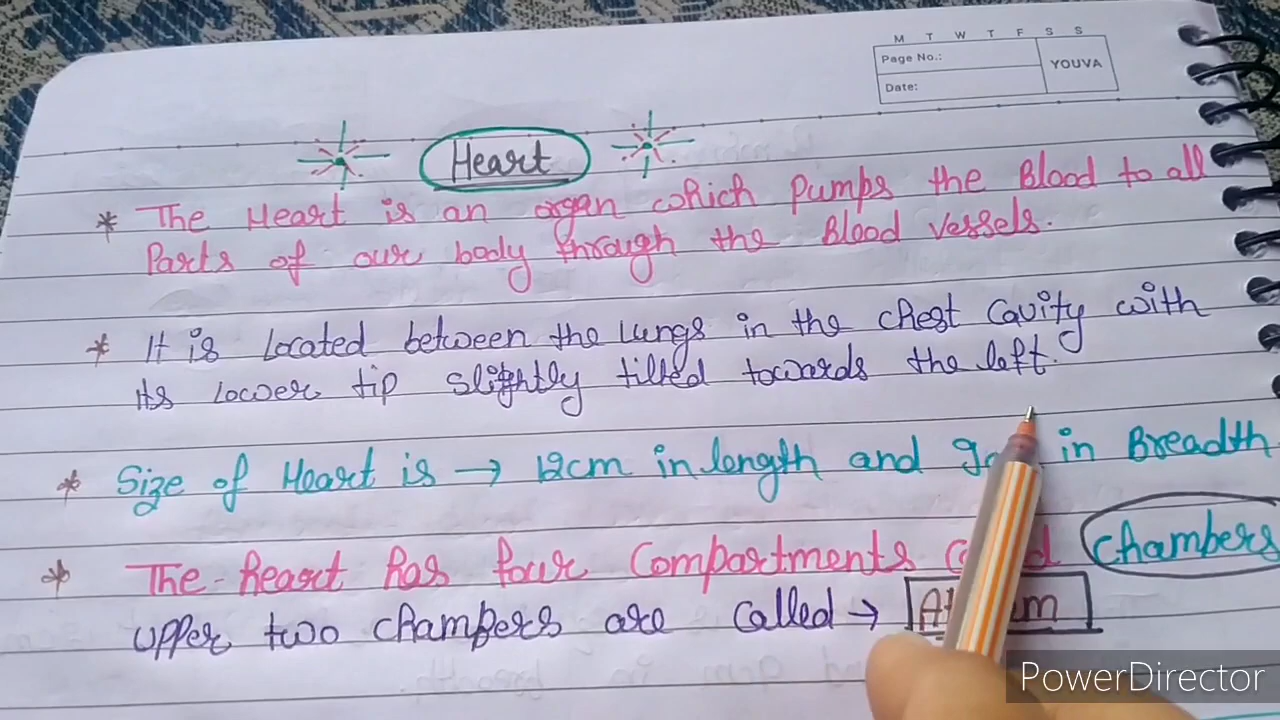 M T W T F S S
Page No.:
YOUVA
Date:
Heart
* The Heart is an organ which Pumps the Blood to all
Parts of our body through the Blood vessels.
* It is Located between the Lungs in the chest cavity with
its Lower tip slightly tilted towards the left.
* Size of Heart is → 12cm in length and in Breadth
* The Heart has four Compartments Chambers
Upper two chambers are called →
PowerDirector